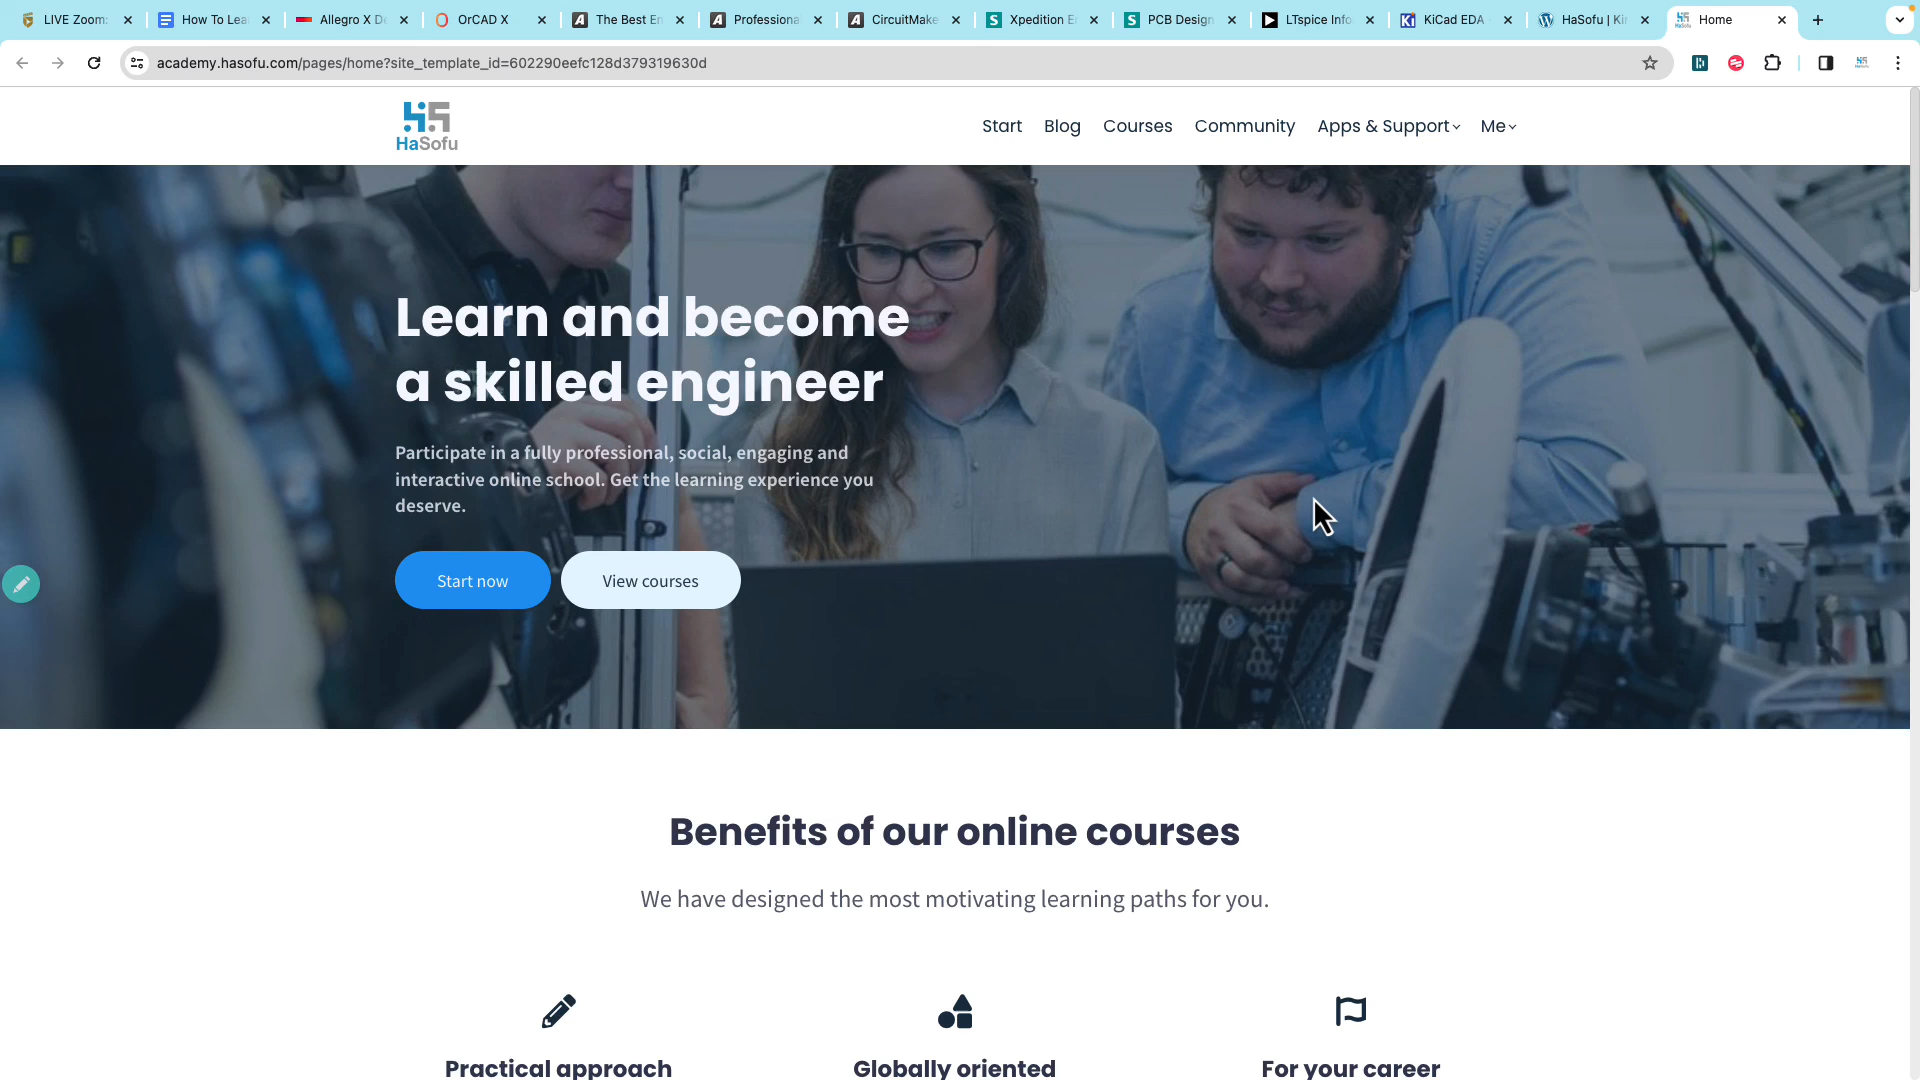 LIVE Zoom:
How To Lea
Allegro X De
OrCAD X
The Best En
Professiona
CircuitMake
Xpedition E
PCB Design
LTspice Info
KiCad EDA
HaSofu | Ki
Home
academy.hasofu.com/pages/home?site_template_id=602290eefc128d379319630d
HaSofu
Start
Blog
Courses
Community
Apps & Support
Me
Learn and become
a skilled engineer
Participate in a fully professional, social, engaging and
interactive online school. Get the learning experience you
deserve.
Start now
View courses
Benefits of our online courses
We have designed the most motivating learning paths for you.
Practical approach
Globally oriented
For your career